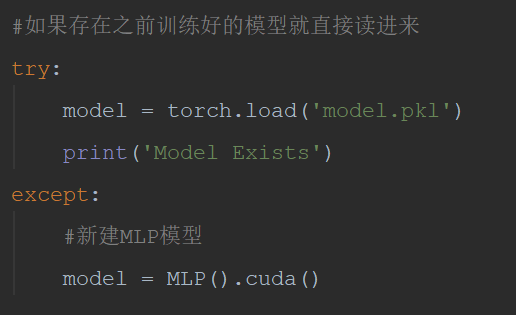 #如果存在之前训练好的模型就直接读进来
try:
    model = torch.load('model.pkl')
    print('Model Exists')
except:
    #新建MLP模型
    model = MLP().cuda()